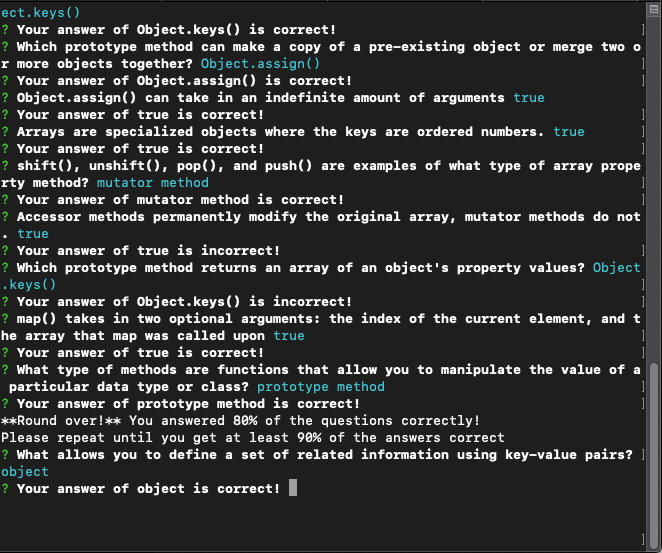 ect.keys()
? Your answer of Object.keys() is correct! ]
? Which prototype method can make a copy of a pre-existing object or merge two o
r more objects together? Object.assign() ]
? Your answer of Object.assign() is correct! ]
? Object.assign() can take in an indefinite amount of arguments true ]
? Your answer of true is correct! ]
? Arrays are specialized objects where the keys are ordered numbers. true ]
? Your answer of true is correct! ]
? shift(), unshift(), pop(), and push() are examples of what type of array prope
rty method? mutator method ]
? Your answer of mutator method is correct! ]
? Accessor methods permanently modify the original array, mutator methods do not
. true ]
? Your answer of true is incorrect! ]
? Which prototype method returns an array of an object's property values? Object
.keys() ]
? Your answer of Object.keys() is incorrect! ]
? map() takes in two optional arguments: the index of the current element, and t
he array that map was called upon true ]
? Your answer of true is correct! ]
? What type of methods are functions that allow you to manipulate the value of a
particular data type or class? prototype method ]
? Your answer of prototype method is correct! ]
**Round over!** You answered 80% of the questions correctly!
Please repeat until you get at least 90% of the answers correct
? What allows you to define a set of related information using key-value pairs? ]
object
? Your answer of object is correct!
]